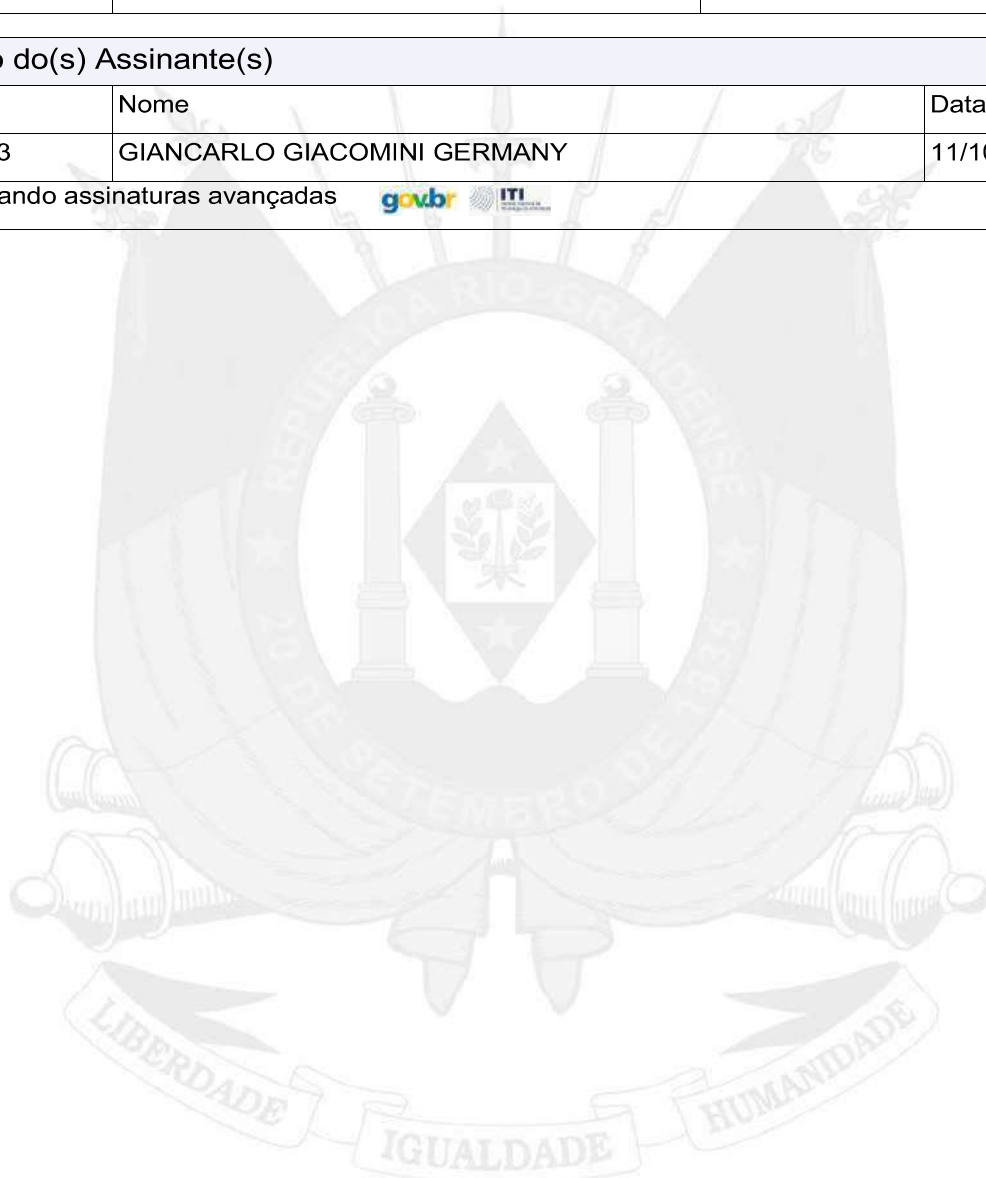 o do(s) Assinante(s)
Nome Data
3 GIANCARLO GIACOMINI GERMANY 11/10
ando assinaturas avançadas gov.br ITI
REPÚBLICA RIO-GRANDENSE
20 DE SETEMBRO DE 1835
LIBERDADE IGUALDADE HUMANIDADE